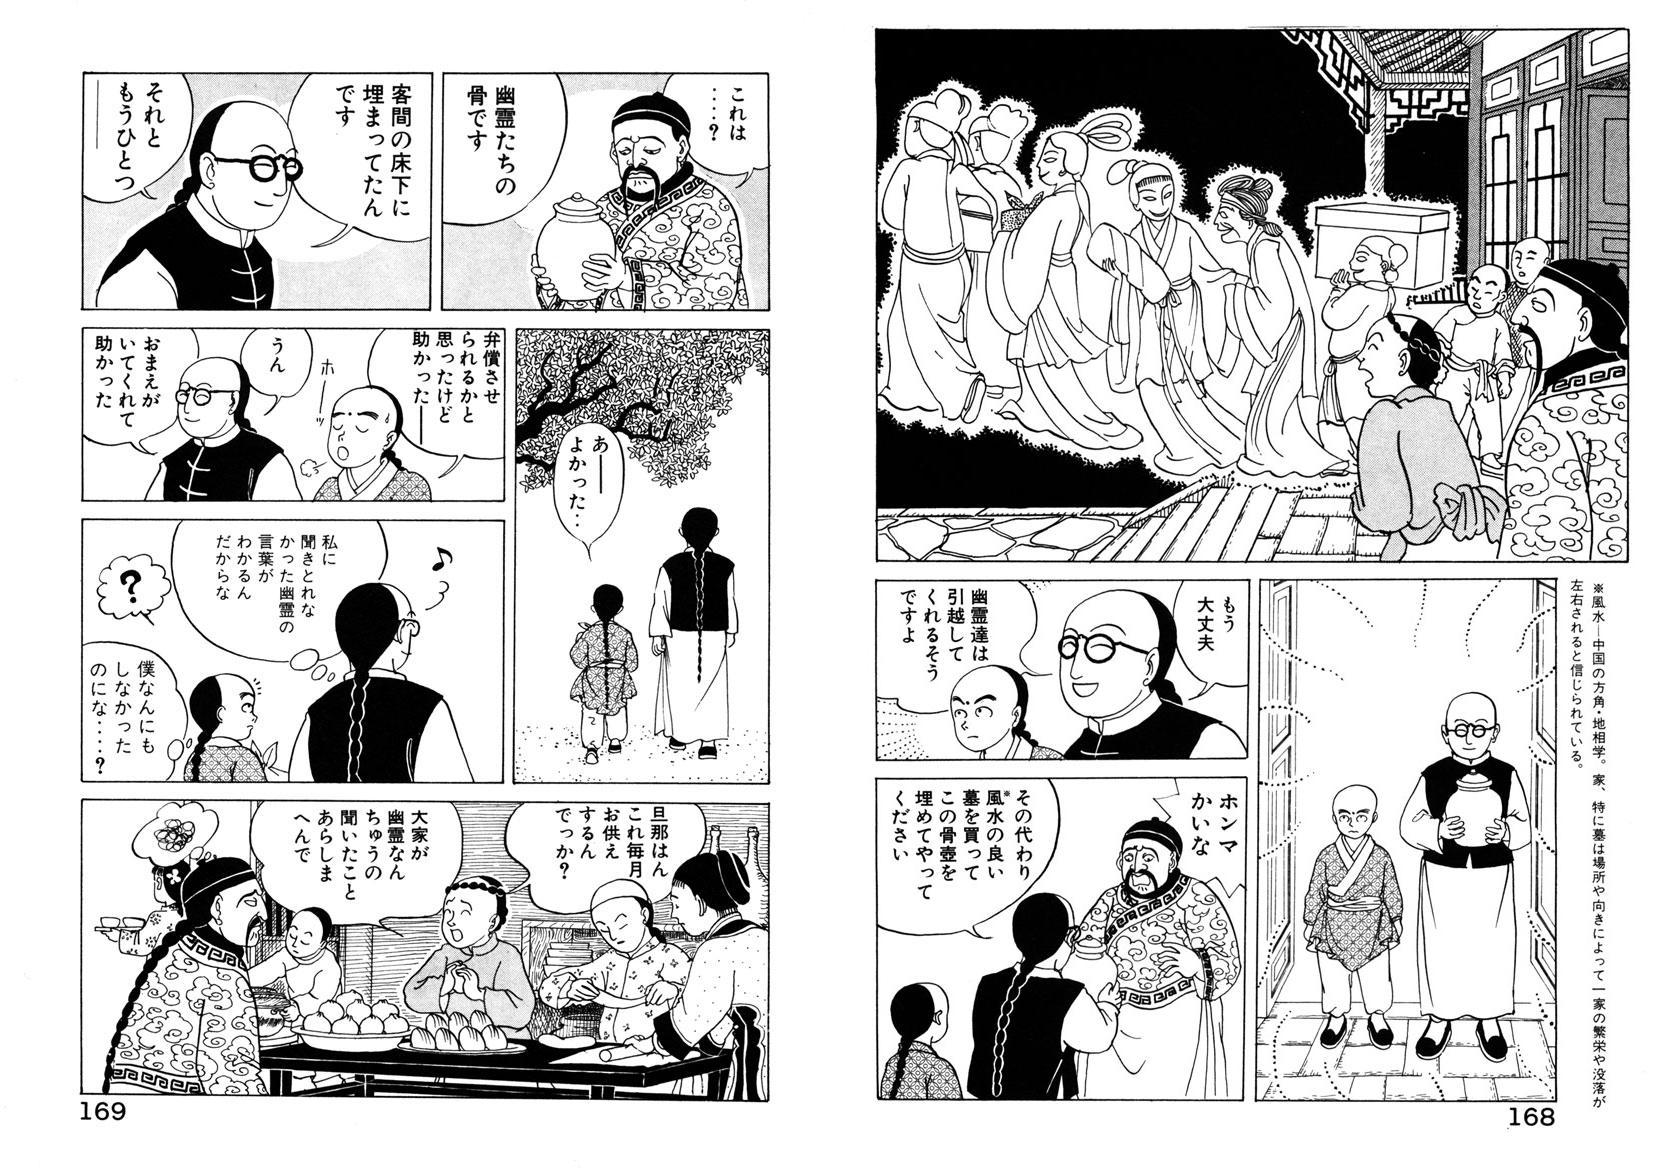 ※風水―中国の方角・地相学。家、特に墓は場所や向きによって一家の繁栄や没落が
左右されると信じられている。
もう
大丈夫
幽霊達は
引越して
くれるそう
ですよ
ホンマ
かいな
その代わり
風水※の良い
墓を買って
この骨壺を
埋めてやって
ください
168
これは
‥‥?
幽霊たちの
骨です
客間の床下に
埋まってたん
です
それと
もうひとつ
――
あ――
よかった‥
弁償させ
られるかと
思ったけど
助かった――
ホ―
うん
おまえが
いてくれて
助かった
♪
私に
聞きとれな
かった幽霊の
言葉が
わかるん
だからな
?
僕なんにも
しなかった
のにな‥‥?
旦那はん
これ毎月
お供え
するん
でっか?
大家が
幽霊なん
ちゅうの
聞いたこと
あらしま
へんで
169